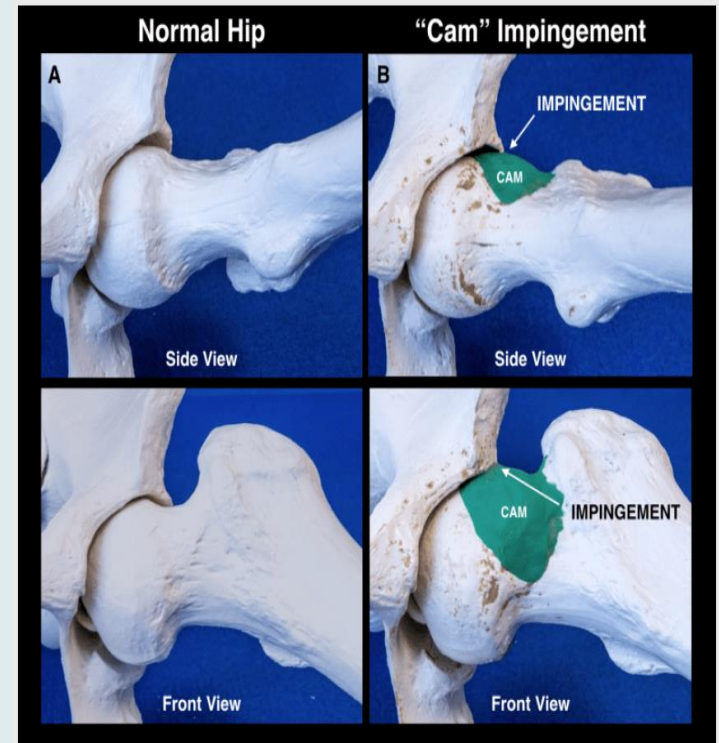 Normal Hip
“Cam” Impingement
A
B
IMPINGEMENT
CAM
Side View
Side View
CAM
IMPINGEMENT
Front View
Front View